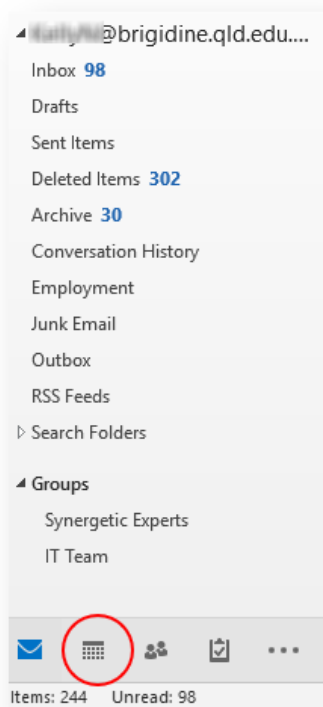 @brigidine.qld.edu....
Inbox 98
Drafts
Sent Items
Deleted Items 302
Archive 30
Conversation History
Employment
Junk Email
Outbox
RSS Feeds
Search Folders
Groups
Synergetic Experts
IT Team
Items: 244 Unread: 98